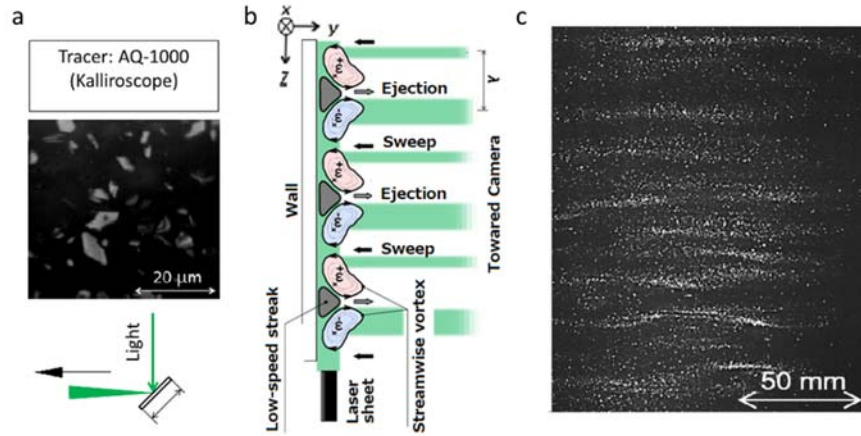 a
Tracer: AQ-1000
(Kalliroscope)
20 μm
Light
b
x
y
z
λ
Ejection
Sweep
Ejection
Sweep
Wall
Towared Camera
Low-speed streak
Laser
sheet
Streamwise vortex
c
50 mm